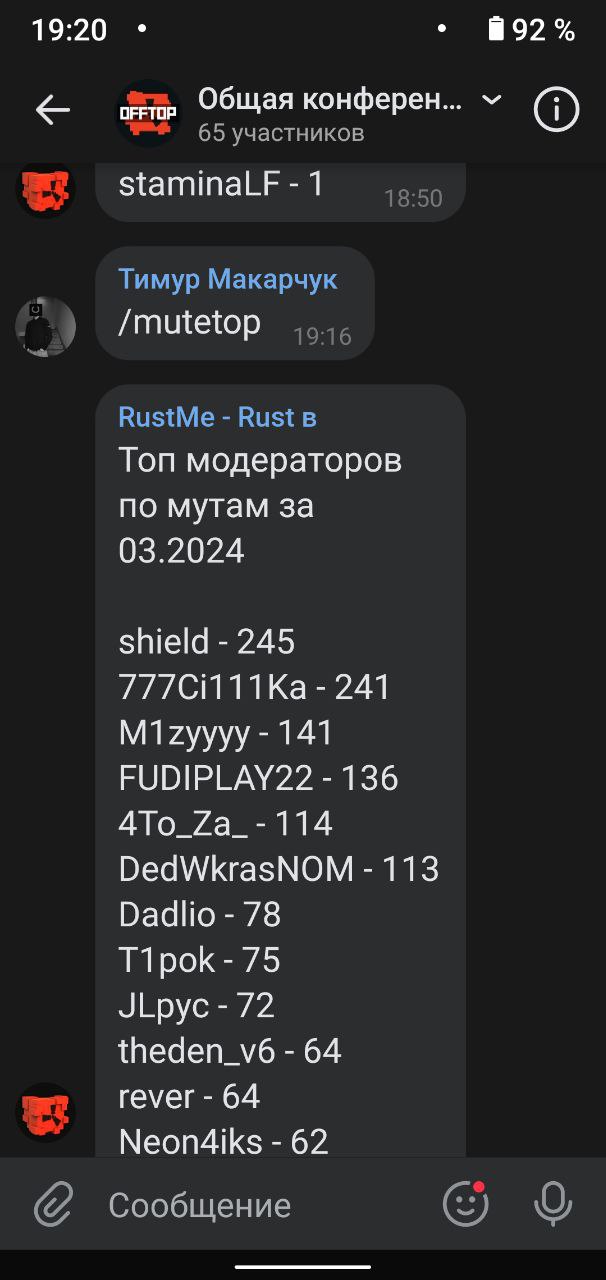 19:20
92 %
OFFTOP
Общая конферен...
65 участников
staminaLF - 1
18:50
Тимур Макарчук
/mutetop
19:16
RustMe - Rust в
Топ модераторов
по мутам за
03.2024
shield - 245
777Ci111Ka - 241
M1zyyyy - 141
FUDIPLAY22 - 136
4To_Za_ - 114
DedWkrasNOM - 113
Dadlio - 78
T1pok - 75
JLpyc - 72
theden_v6 - 64
rever - 64
Neon4iks - 62
Сообщение